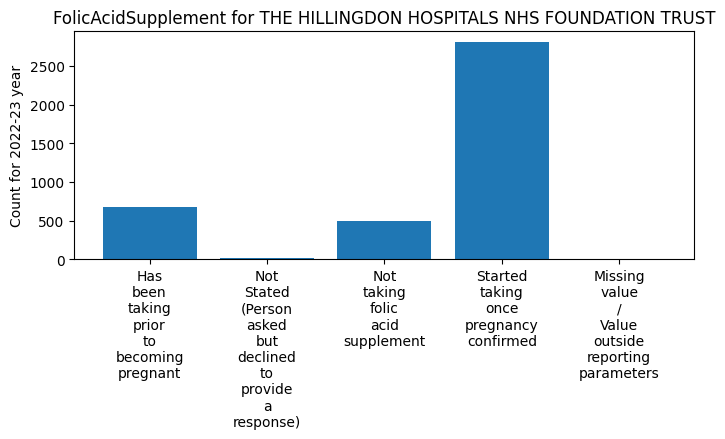 FolicAcidSupplement for THE HILLINGDON HOSPITALS NHS FOUNDATION TRUST
Count for 2022-23 year
2500
2000
1500
1000
500
0
Has
been
taking
prior
to
becoming
pregnant
Not
Stated
(Person
asked
but
declined
to
provide
a
response)
Not
taking
folic
acid
supplement
Started
taking
once
pregnancy
confirmed
Missing
value
/
Value
outside
reporting
parameters